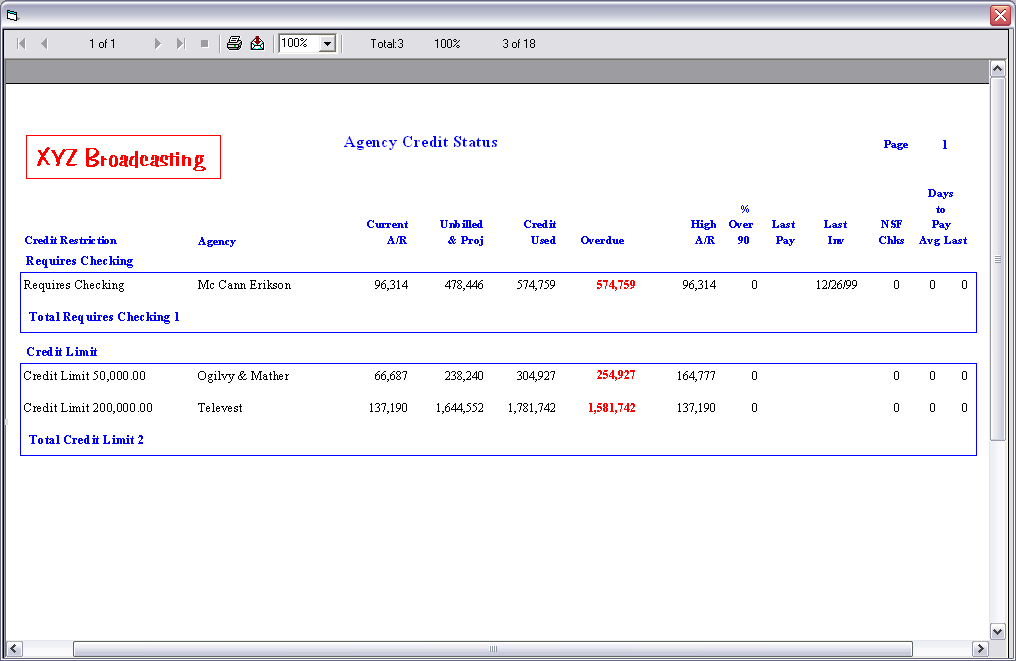 1 of 1 100% Total:3 100% 3 of 18
XYZ Broadcasting
Agency Credit Status
Page 1
Credit Restriction Agency Current A/R Unbilled & Proj Credit Used Overdue High A/R % Over 90 Last Pay Last Inv NSF Chks Days to Pay Avg Last
Requires Checking
Requires Checking Mc Cann Erikson 96,314 478,446 574,759 574,759 96,314 0 12/26/99 0 0 0
Total Requires Checking 1
Credit Limit
Credit Limit 50,000.00 Ogilvy & Mather 66,687 238,240 304,927 254,927 164,777 0 0 0 0
Credit Limit 200,000.00 Televest 137,190 1,644,552 1,781,742 1,581,742 137,190 0 0 0 0
Total Credit Limit 2